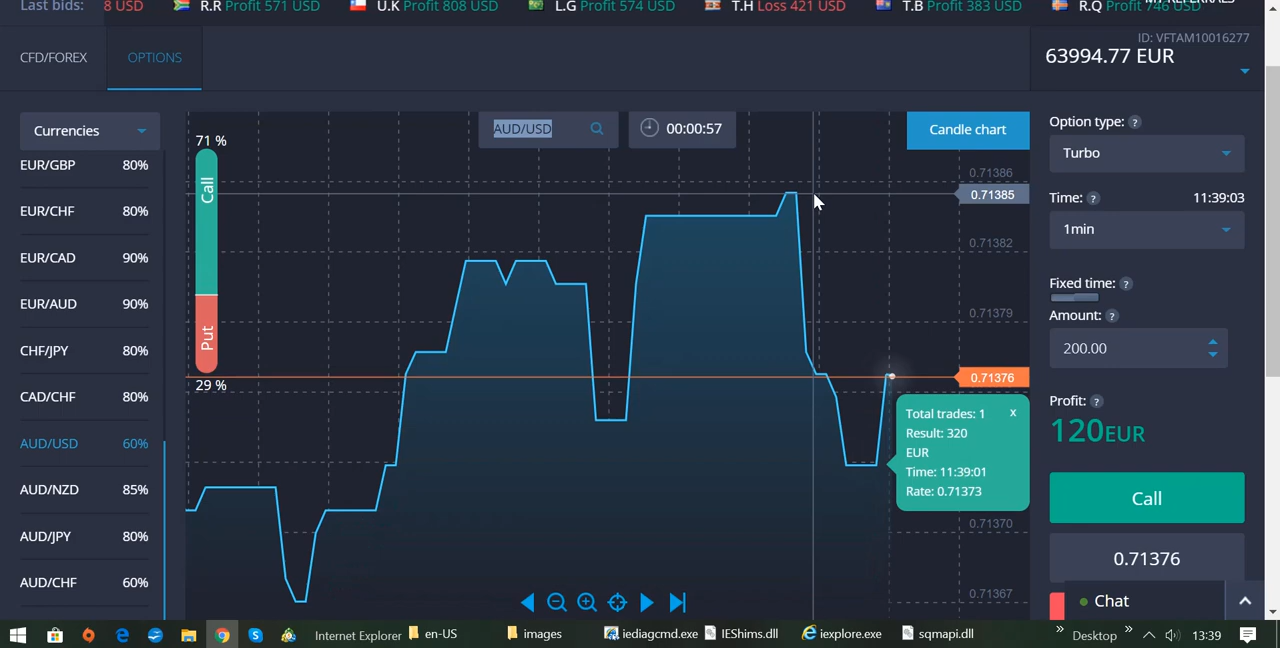 Last bids: 8 USD R.R Profit 571 USD U.K Profit 808 USD L.G Profit 574 USD T.H Loss 421 USD T.B Profit 383 USD R.Q Profit 746 USD
CFD/FOREX OPTIONS
ID: VFTAM10016277
63994.77 EUR
Currencies
EUR/GBP 80%
EUR/CHF 80%
EUR/CAD 90%
EUR/AUD 90%
CHF/JPY 80%
CAD/CHF 80%
AUD/USD 60%
AUD/NZD 85%
AUD/JPY 80%
AUD/CHF 60%
71 %
Call
Put
29 %
AUD/USD
00:00:57
Candle chart
0.71386
0.71385
0.71382
0.71379
0.71376
0.71370
0.71367
Total trades: 1 x
Result: 320
EUR
Time: 11:39:01
Rate: 0.71373
Option type: ?
Turbo
Time: ? 11:39:03
1min
Fixed time: ?
Amount: ?
200.00
Profit: ?
120EUR
Call
0.71376
Chat
Internet Explorer en-US images iediagcmd.exe IEShims.dll iexplore.exe sqmapi.dll » Desktop » 13:39